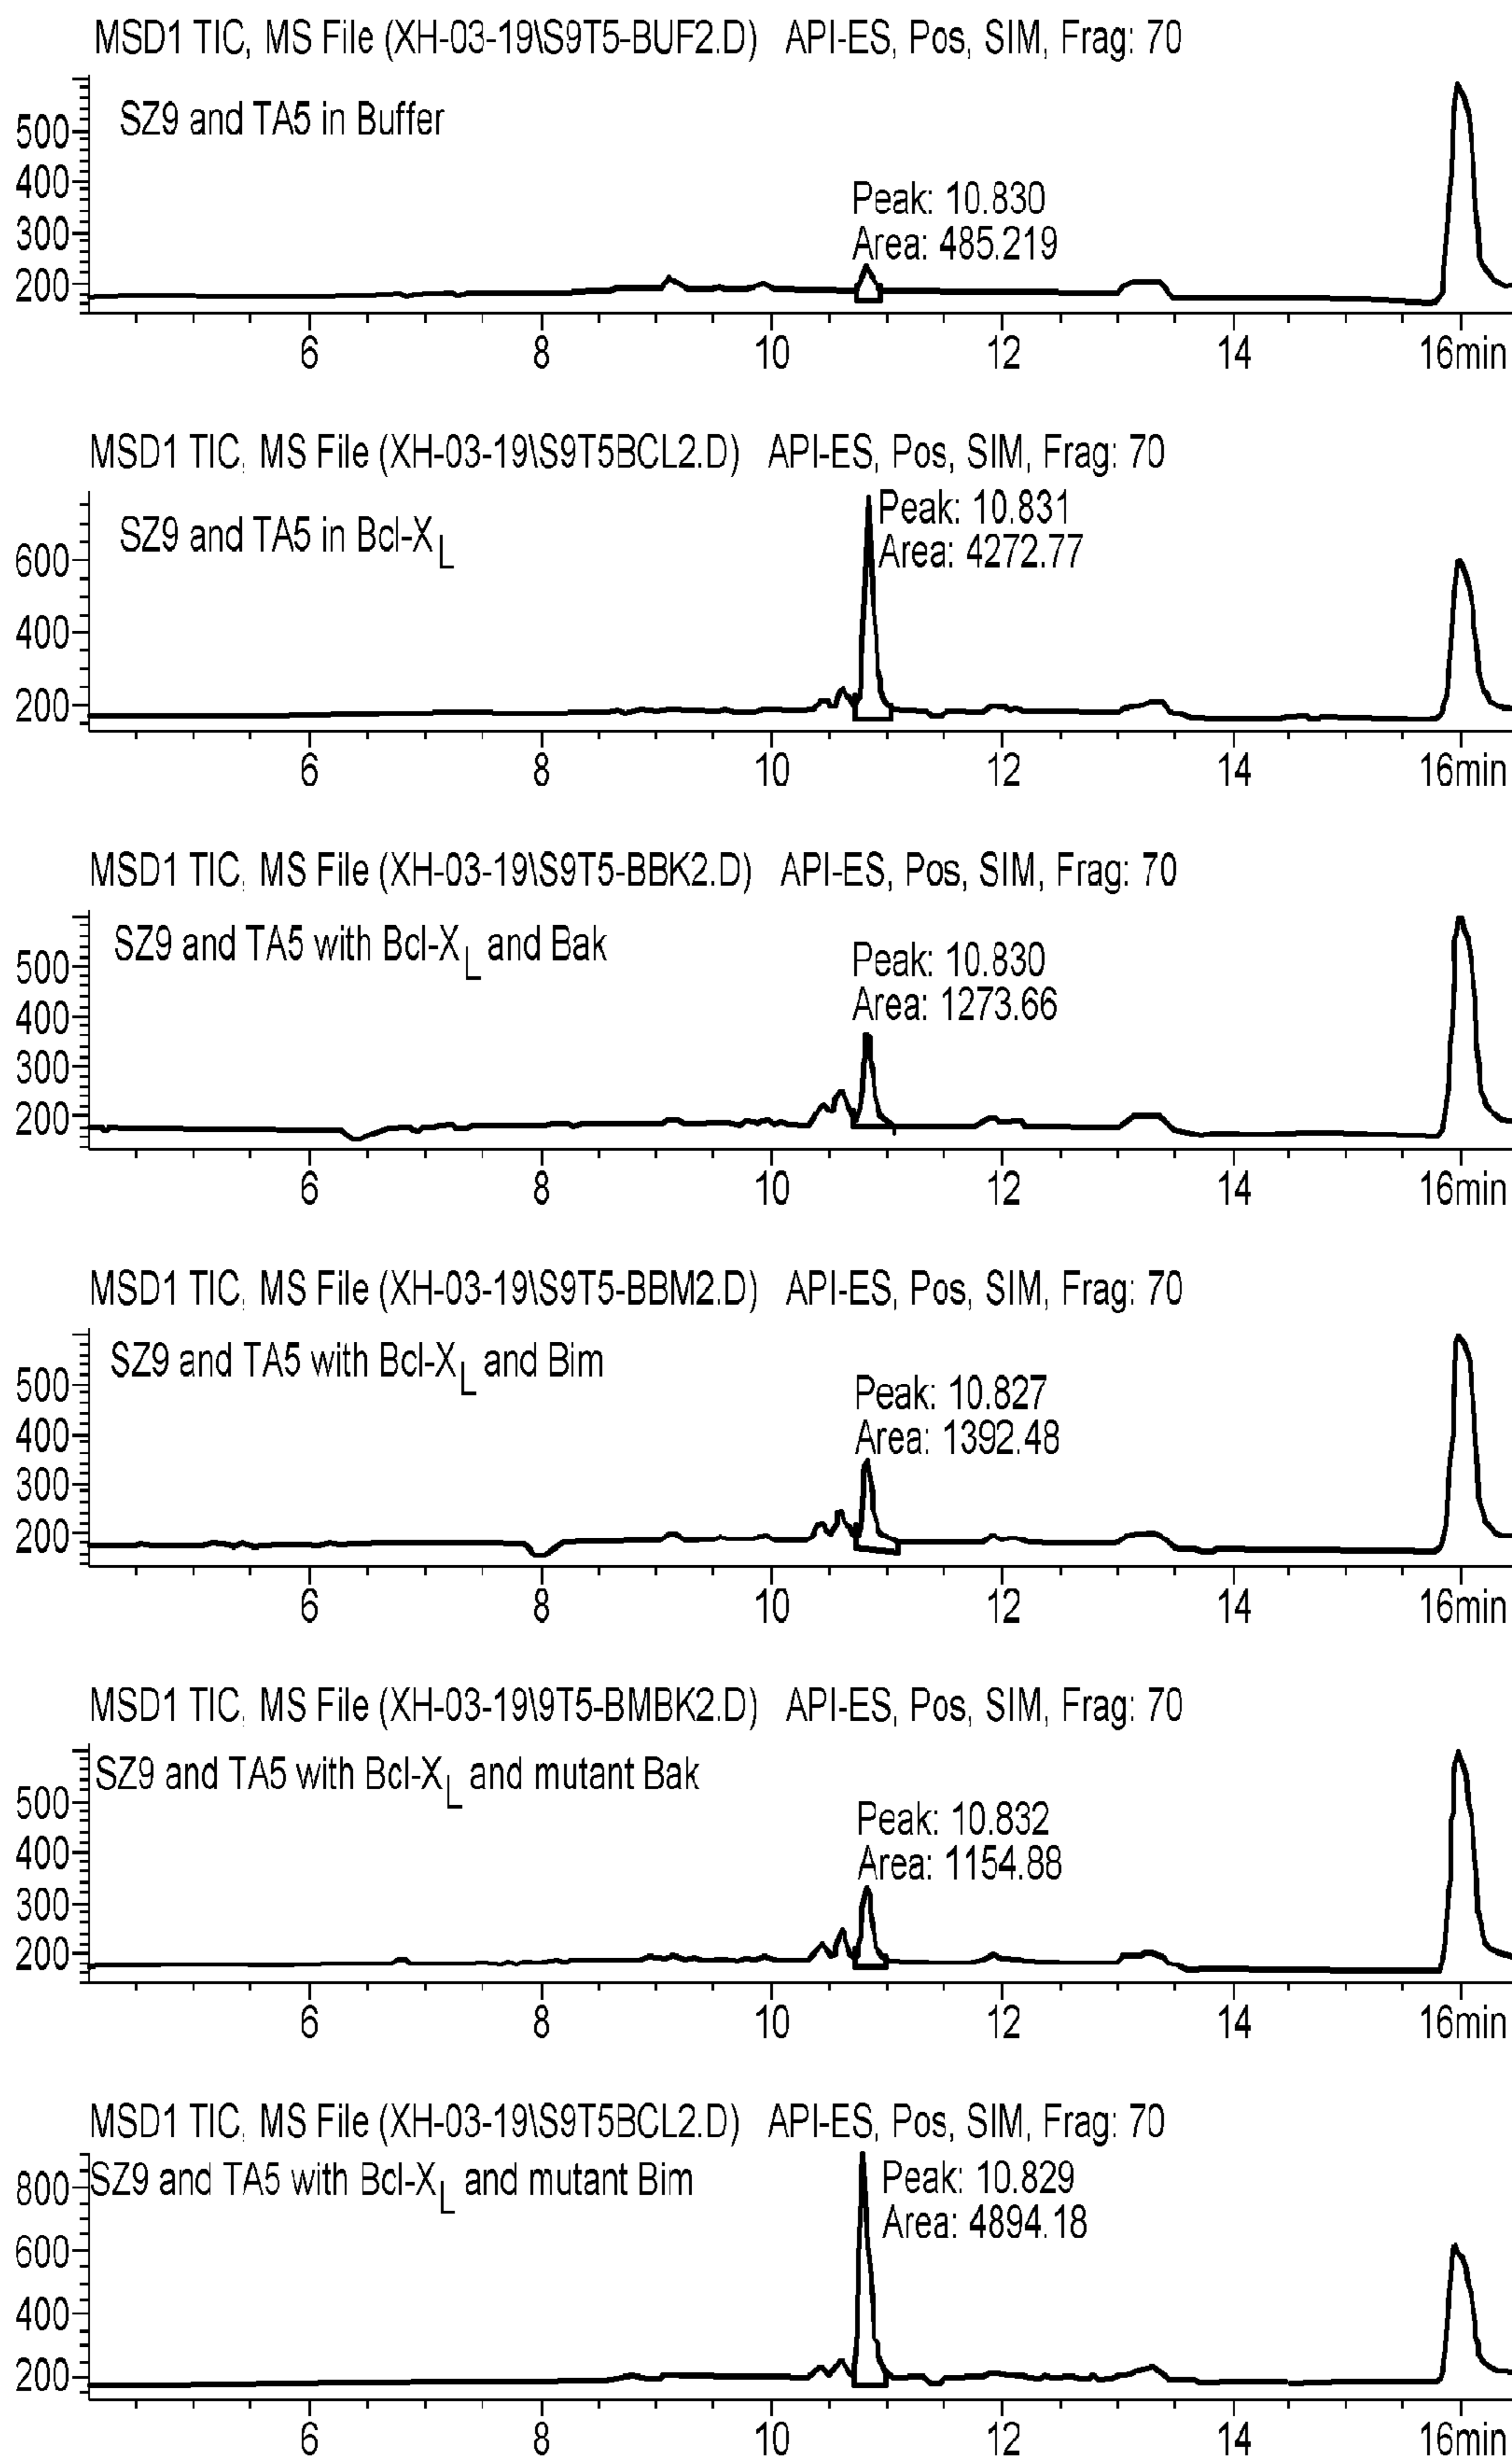 MSD1 TIC, MS File (XH-03-19\S9T5-BUF2.D) API-ES, Pos, SIM, Frag: 70
SZ9 and TA5 in Buffer
500
400
300
200
Peak: 10.830
Area: 485.219
6 8 10 12 14 16min
MSD1 TIC, MS File (XH-03-19\S9T5BCL2.D) API-ES, Pos, SIM, Frag: 70
SZ9 and TA5 in Bcl-XL
600
400
200
Peak: 10.831
Area: 4272.77
6 8 10 12 14 16min
MSD1 TIC, MS File (XH-03-19\S9T5-BBK2.D) API-ES, Pos, SIM, Frag: 70
SZ9 and TA5 with Bcl-XL and Bak
500
400
300
200
Peak: 10.830
Area: 1273.66
6 8 10 12 14 16min
MSD1 TIC, MS File (XH-03-19\S9T5-BBM2.D) API-ES, Pos, SIM, Frag: 70
SZ9 and TA5 with Bcl-XL and Bim
500
400
300
200
Peak: 10.827
Area: 1392.48
6 8 10 12 14 16min
MSD1 TIC, MS File (XH-03-19\9T5-BMBK2.D) API-ES, Pos, SIM, Frag: 70
SZ9 and TA5 with Bcl-XL and mutant Bak
500
400
300
200
Peak: 10.832
Area: 1154.88
6 8 10 12 14 16min
MSD1 TIC, MS File (XH-03-19\S9T5BCL2.D) API-ES, Pos, SIM, Frag: 70
SZ9 and TA5 with Bcl-XL and mutant Bim
800
600
400
200
Peak: 10.829
Area: 4894.18
6 8 10 12 14 16min